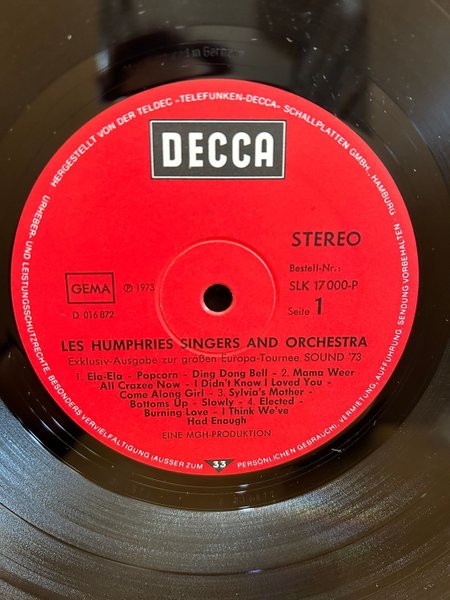 Made in Germany
HERGESTELLT VON DER TELDEC »TELEFUNKEN-DECCA« SCHALLPLATTEN GMBH., HAMBURG
DECCA
STEREO
Bestell-Nr.:
SLK 17 000-P
Seite 1
GEMA
℗ 1973
D 016 872
LES HUMPHRIES SINGERS AND ORCHESTRA
Exklusiv-Ausgabe zur großen Europa-Tournee, SOUND '73
1. Ela-Ela - Popcorn - Ding Dong Bell - 2. Mama Weer
All Crazee Now - I Didn't Know I Loved You -
Come Along Girl - 3. Sylvia's Mother -
Bottoms Up - Slowly - 4. Elected -
Burning Love - I Think We've
Had Enough
EINE MGH-PRODUKTION
33
URHEBER- UND LEISTUNGSSCHUTZRECHTE, BESONDERS VERVIELFÄLTIGUNG (AUSSER ZUM PERSÖNLICHEN GEBRAUCH), VERMIETUNG, AUFFÜHRUNG, SENDUNG VORBEHALTEN